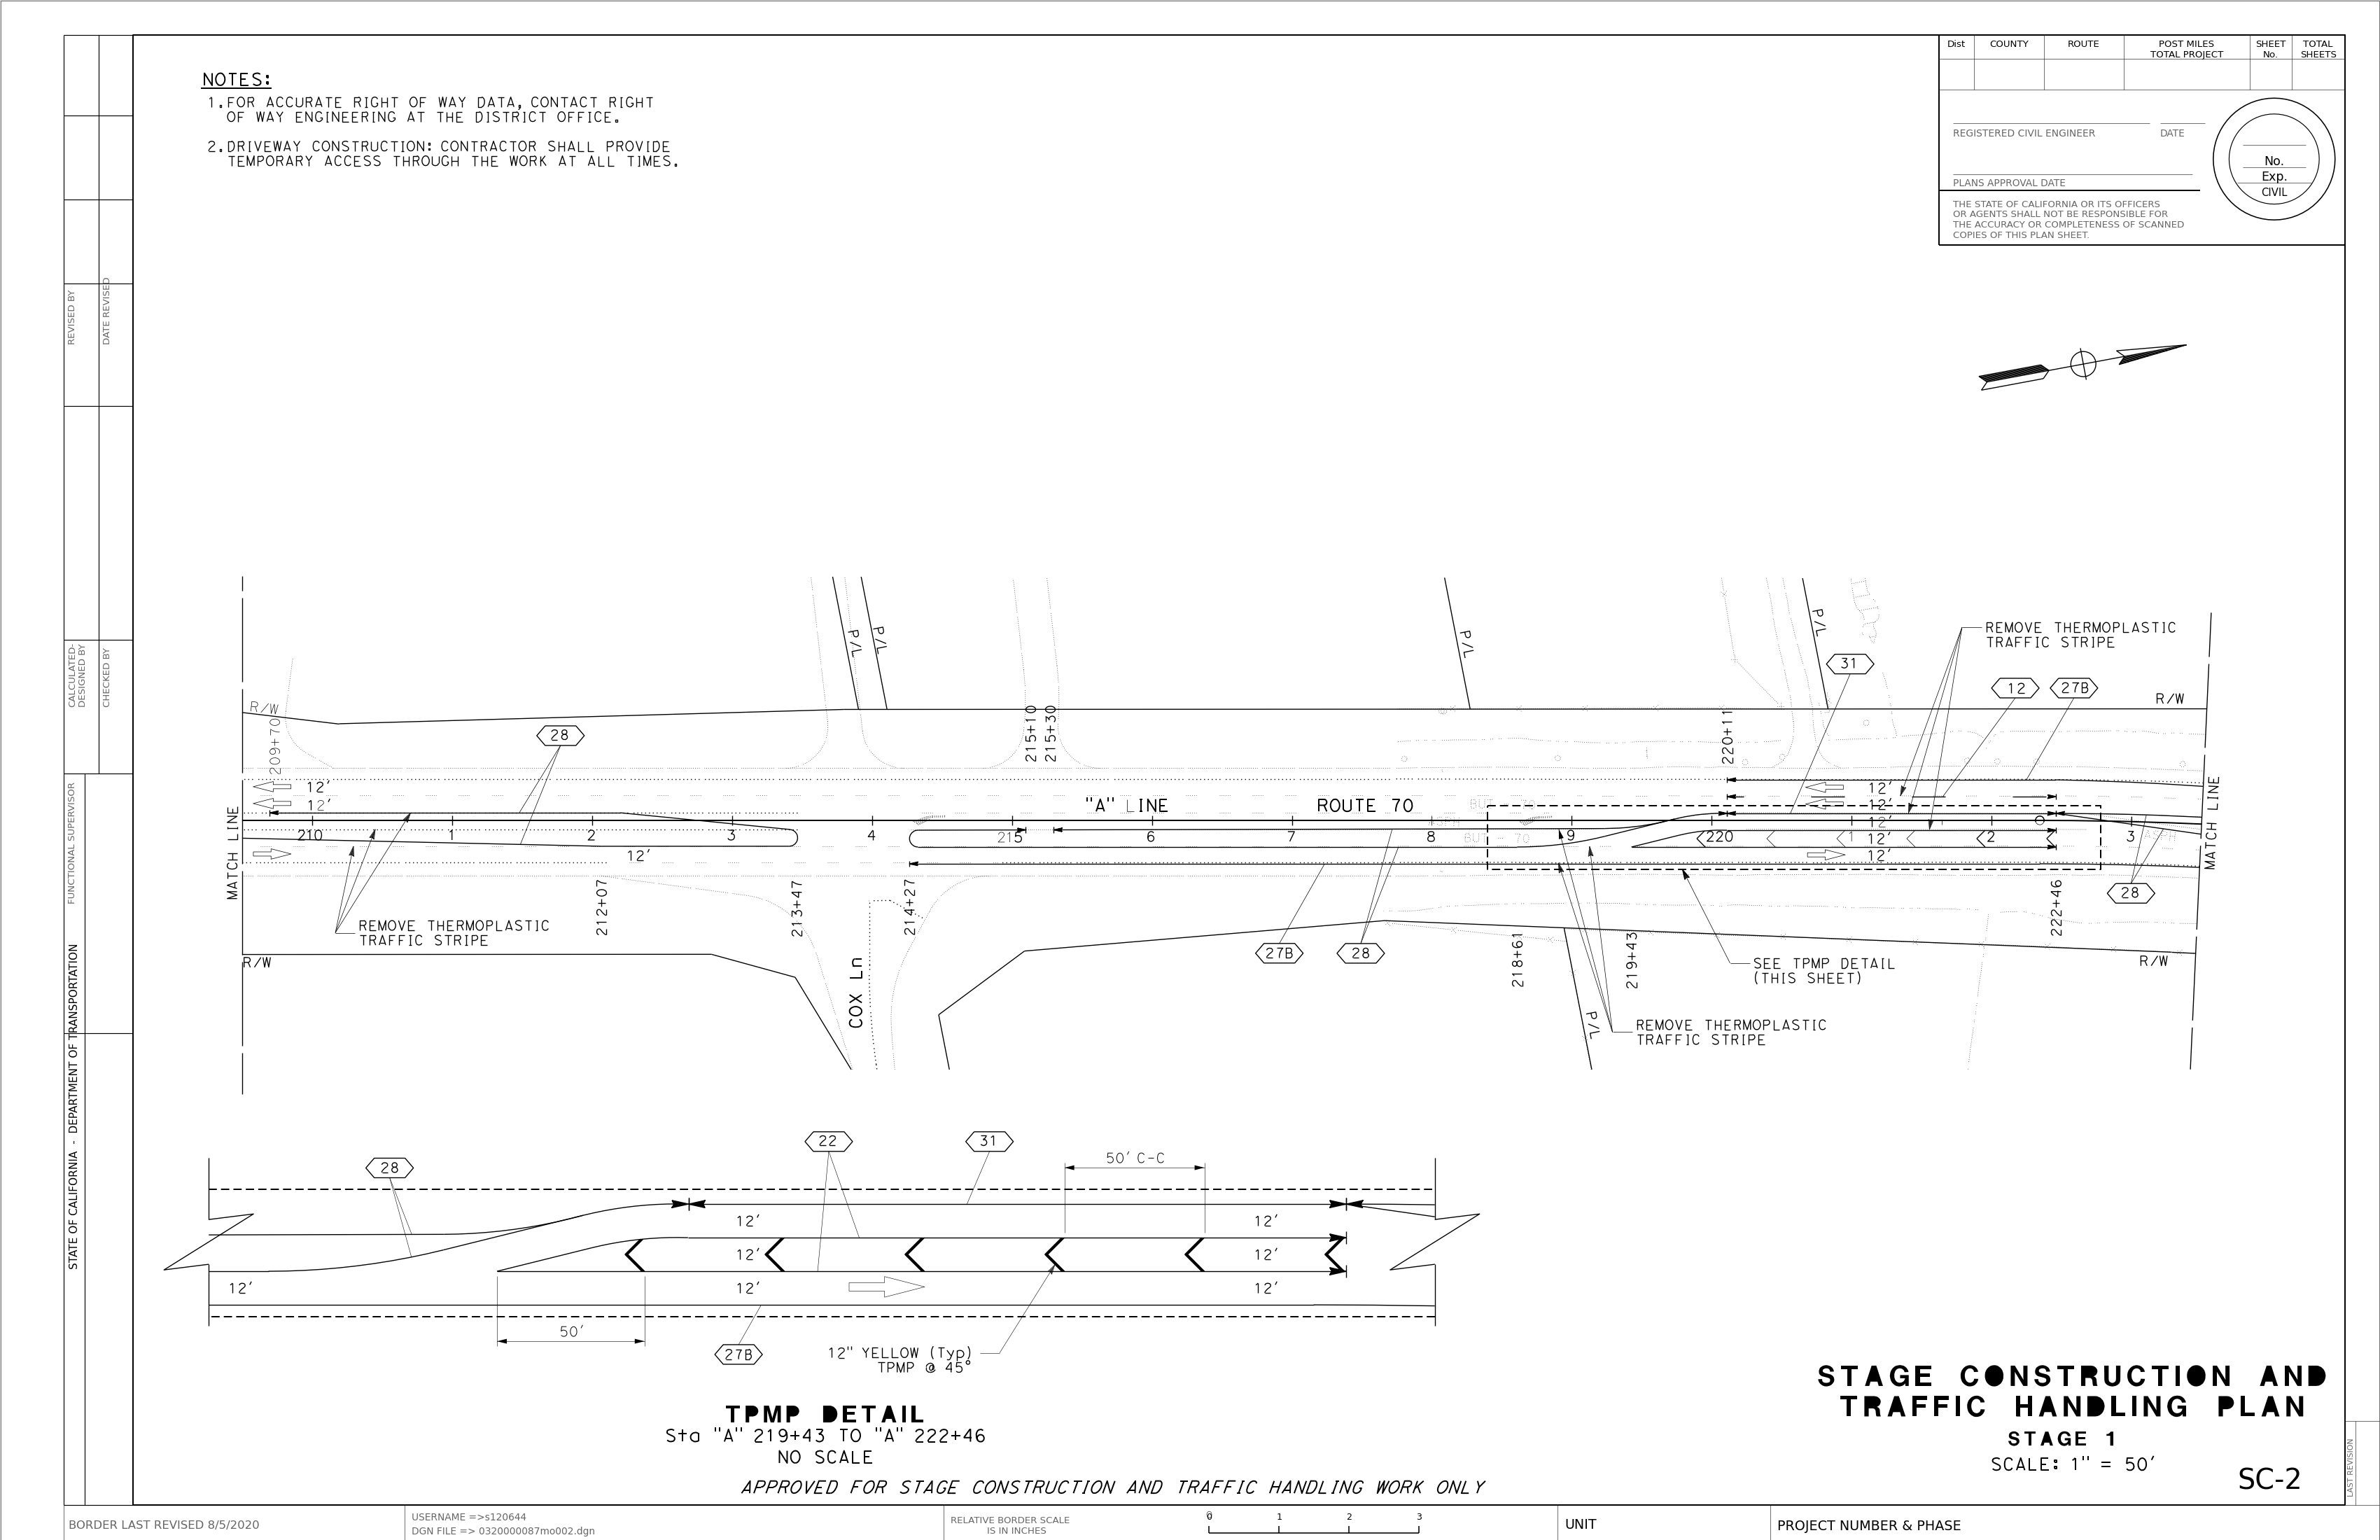 NOTES:
1. FOR ACCURATE RIGHT OF WAY DATA, CONTACT RIGHT
OF WAY ENGINEERING AT THE DISTRICT OFFICE.
2. DRIVEWAY CONSTRUCTION: CONTRACTOR SHALL PROVIDE
TEMPORARY ACCESS THROUGH THE WORK AT ALL TIMES.
Dist COUNTY ROUTE POST MILES TOTAL PROJECT SHEET No. TOTAL SHEETS
REGISTERED CIVIL ENGINEER DATE
PLANS APPROVAL DATE
No.
Exp.
CIVIL
THE STATE OF CALIFORNIA OR ITS OFFICERS
OR AGENTS SHALL NOT BE RESPONSIBLE FOR
THE ACCURACY OR COMPLETENESS OF SCANNED
COPIES OF THIS PLAN SHEET.
REVISED BY
DATE REVISED
CALCULATED-
DESIGNED BY
CHECKED BY
FUNCTIONAL SUPERVISOR
STATE OF CALIFORNIA - DEPARTMENT OF TRANSPORTATION
P/L
P/L
P/L
P/L
REMOVE THERMOPLASTIC
TRAFFIC STRIPE
31
12
27B
R/W
R/W
209+70
28
215+10
215+30
220+11
MATCH LINE
12'
12'
"A" LINE
ROUTE 70
BUT - 70
12'
12'
12'
12'
12'
MATCH LINE
210 1 2 3 4 215 6 7 8 9 220 1 2 3
BUT - 70
ASPH
ASPH
12'
REMOVE THERMOPLASTIC
TRAFFIC STRIPE
212+07
213+47
214+27
27B
28
218+61
219+43
222+46
28
R/W
R/W
COX Ln
P/L
SEE TPMP DETAIL
(THIS SHEET)
REMOVE THERMOPLASTIC
TRAFFIC STRIPE
28
22
31
50' C-C
12'
12'
12'
12'
12'
12'
12'
50'
27B
12" YELLOW (Typ)
TPMP @ 45°
TPMP DETAIL
Sta "A" 219+43 TO "A" 222+46
NO SCALE
APPROVED FOR STAGE CONSTRUCTION AND TRAFFIC HANDLING WORK ONLY
STAGE CONSTRUCTION AND
TRAFFIC HANDLING PLAN
STAGE 1
SCALE: 1" = 50'
SC-2
LAST REVISION
BORDER LAST REVISED 8/5/2020
USERNAME =>s120644
DGN FILE => 0320000087mo002.dgn
RELATIVE BORDER SCALE
IS IN INCHES
0 1 2 3
UNIT
PROJECT NUMBER & PHASE